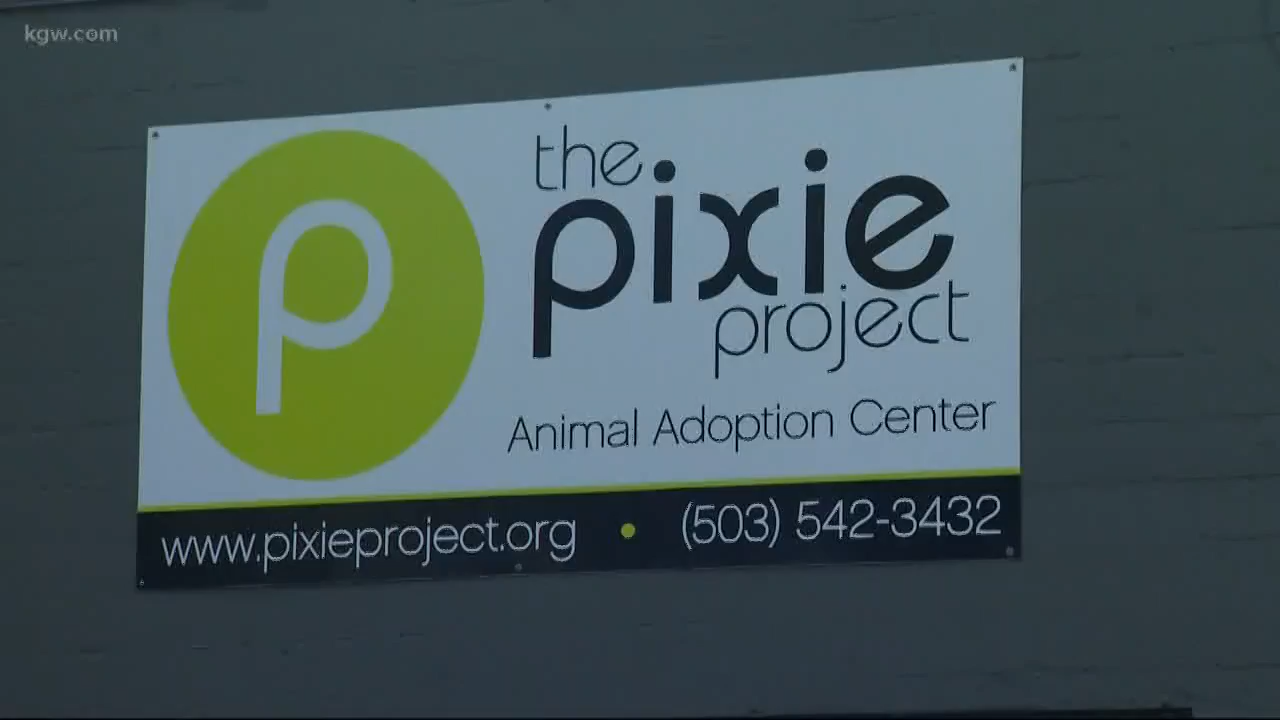 kgw.com
p
the
pixie
project
Animal Adoption Center
www.pixieproject.org • (503) 542-3432